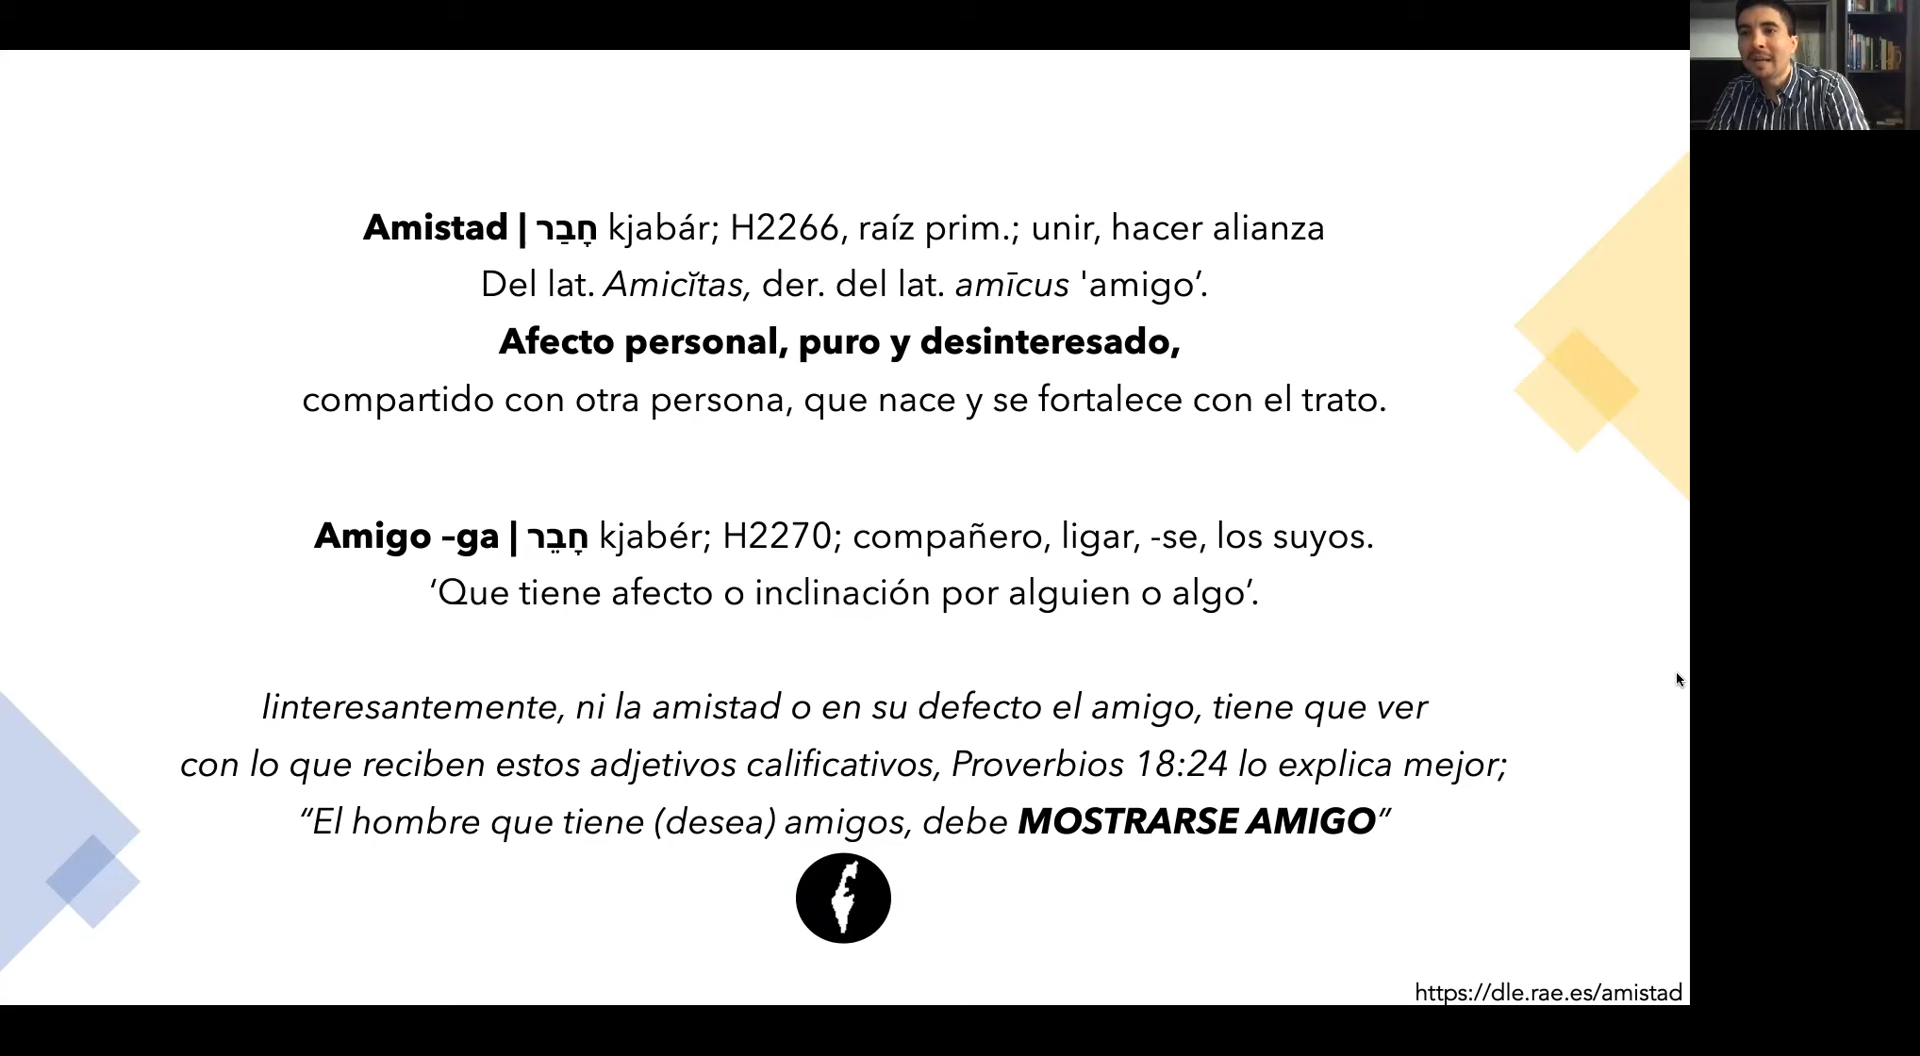 Amistad | חָבַר kjabár; H2266, raíz prim.; unir, hacer alianza
Del lat. Amicĭtas, der. del lat. amīcus 'amigo’.
Afecto personal, puro y desinteresado,
compartido con otra persona, que nace y se fortalece con el trato.
Amigo –ga | חָבֵר kjabér; H2270; compañero, ligar, -se, los suyos.
‘Que tiene afecto o inclinación por alguien o algo’.
Iinteresantemente, ni la amistad o en su defecto el amigo, tiene que ver
con lo que reciben estos adjetivos calificativos, Proverbios 18:24 lo explica mejor;
“El hombre que tiene (desea) amigos, debe MOSTRARSE AMIGO”
https://dle.rae.es/amistad